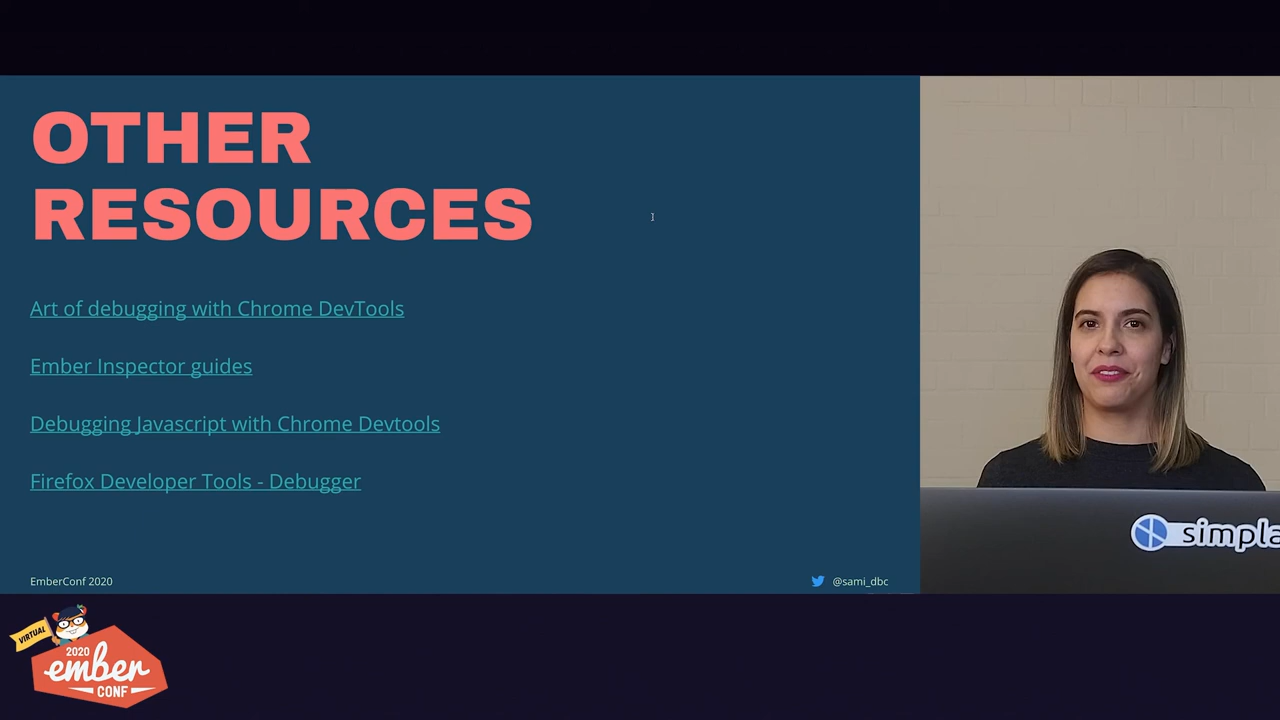 OTHER
RESOURCES
Art of debugging with Chrome DevTools
Ember Inspector guides
Debugging Javascript with Chrome Devtools
Firefox Developer Tools - Debugger
EmberConf 2020
@sami_dbc
simpla
VIRTUAL
2020
ember
CONF